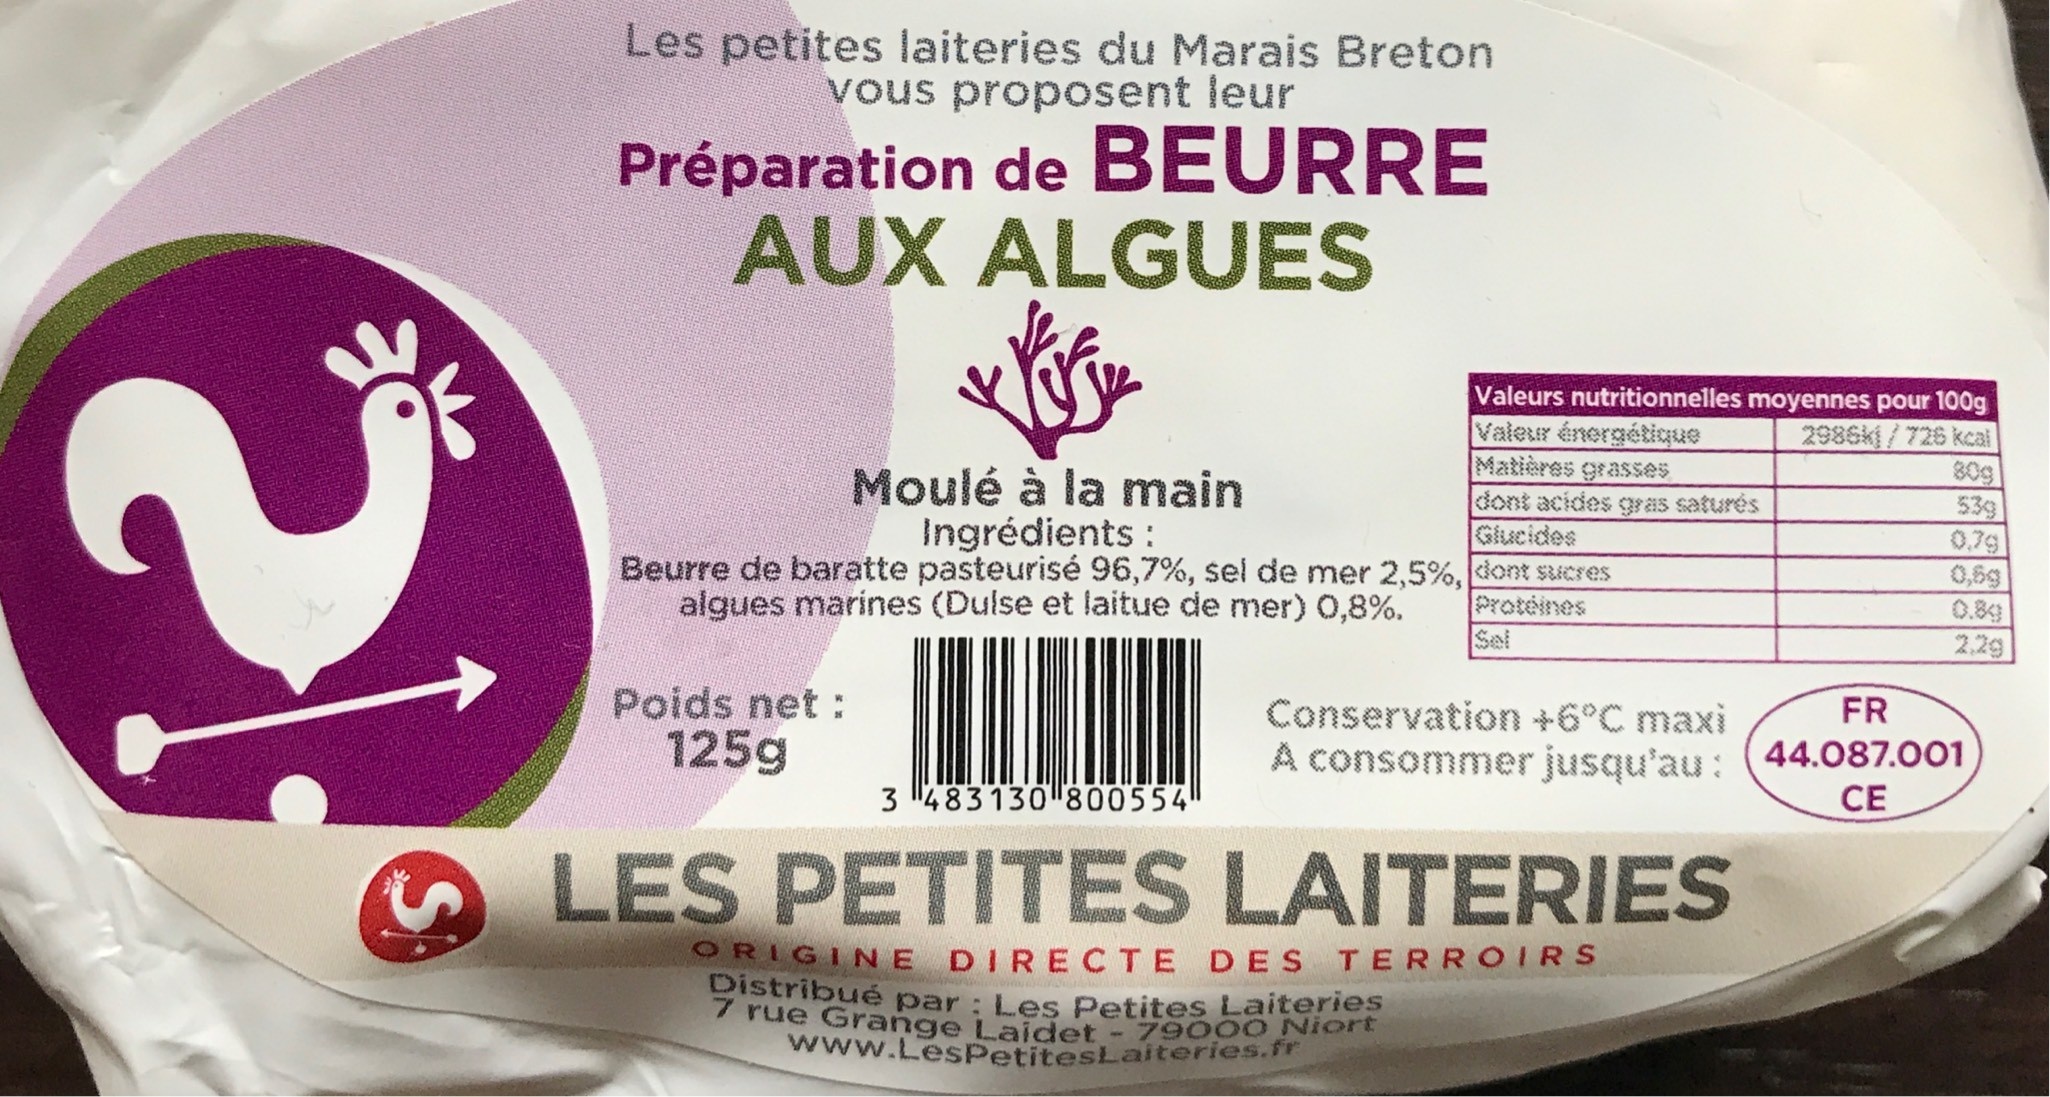 Les petites laiteries du Marais Breton
vous proposent leur
Préparation de BEURRE
AUX ALGUES
Moulé à la main
Ingrédients :
Beurre de baratte pasteurisé 96,7%, sel de mer 2,5%,
algues marines (Dulse et laitue de mer) 0,8%.
Valeurs nutritionnelles moyennes pour 100g
Valeur énergétique 2986kj / 726 kcal
Matières grasses 80g
dont acides gras saturés 53g
Glucides 0,7g
dont sucres 0,6g
Protéines 0.8g
Sel 2,2g
Poids net :
125g
3 483130 800554
Conservation +6°C maxi
A consommer jusqu'au :
FR
44.087.001
CE
LES PETITES LAITERIES
ORIGINE DIRECTE DES TERROIRS
Distribué par : Les Petites Laiteries
7 rue Grange Laidet - 79000 Niort
www.LesPetitesLaiteries.fr